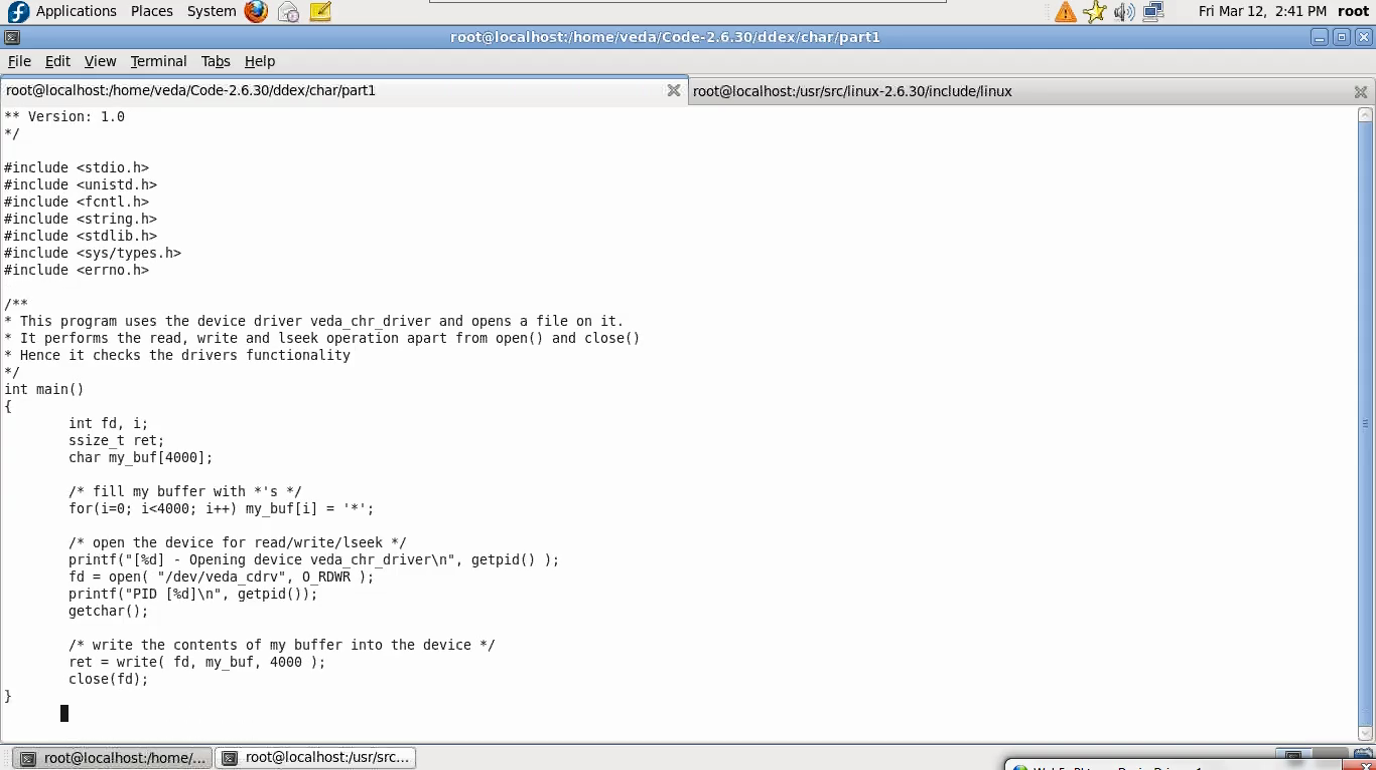 Applications Places System Fri Mar 12, 2:41 PM root
root@localhost:/home/veda/Code-2.6.30/ddex/char/part1
File Edit View Terminal Tabs Help
root@localhost:/home/veda/Code-2.6.30/ddex/char/part1 root@localhost:/usr/src/linux-2.6.30/include/linux
** Version: 1.0
*/
#include <stdio.h>
#include <unistd.h>
#include <fcntl.h>
#include <string.h>
#include <stdlib.h>
#include <sys/types.h>
#include <errno.h>
/**
* This program uses the device driver veda_chr_driver and opens a file on it.
* It performs the read, write and lseek operation apart from open() and close()
* Hence it checks the drivers functionality
*/
int main()
{
int fd, i;
ssize_t ret;
char my_buf[4000];
/* fill my buffer with *'s */
for(i=0; i<4000; i++) my_buf[i] = '*';
/* open the device for read/write/lseek */
printf("[%d] - Opening device veda_chr_driver\n", getpid() );
fd = open( "/dev/veda_cdrv", O_RDWR );
printf("PID [%d]\n", getpid());
getchar();
/* write the contents of my buffer into the device */
ret = write( fd, my_buf, 4000 );
close(fd);
}
root@localhost:/home/... root@localhost:/usr/src...